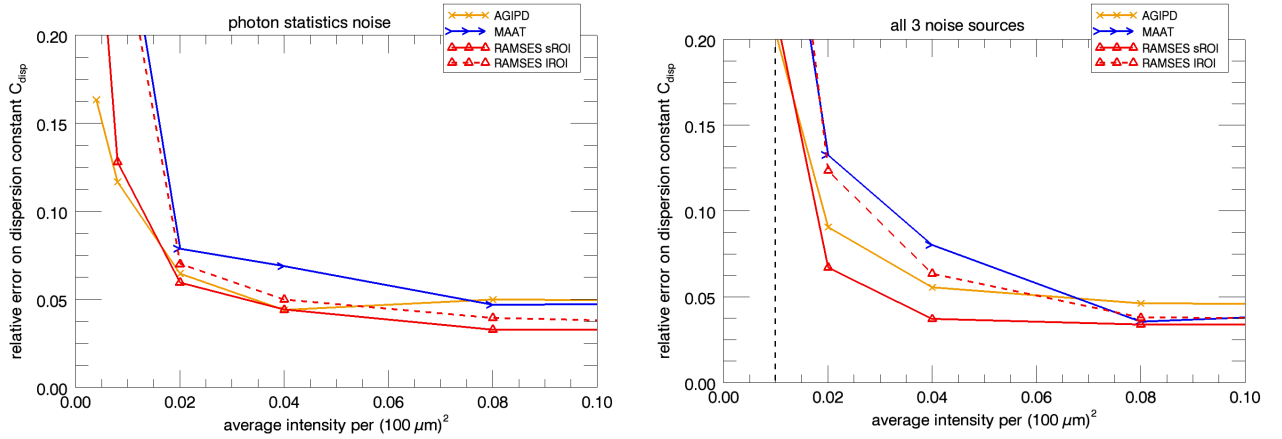 photon statistics noise
AGIPD
MAAT
RAMSES sROI
RAMSES lROI
relative error on dispersion constant C_disp
0.20
0.15
0.10
0.05
0.00
0.00 0.02 0.04 0.06 0.08 0.10
average intensity per (100 µm)²
all 3 noise sources
AGIPD
MAAT
RAMSES sROI
RAMSES lROI
relative error on dispersion constant C_disp
0.20
0.15
0.10
0.05
0.00
0.00 0.02 0.04 0.06 0.08 0.10
average intensity per (100 µm)²